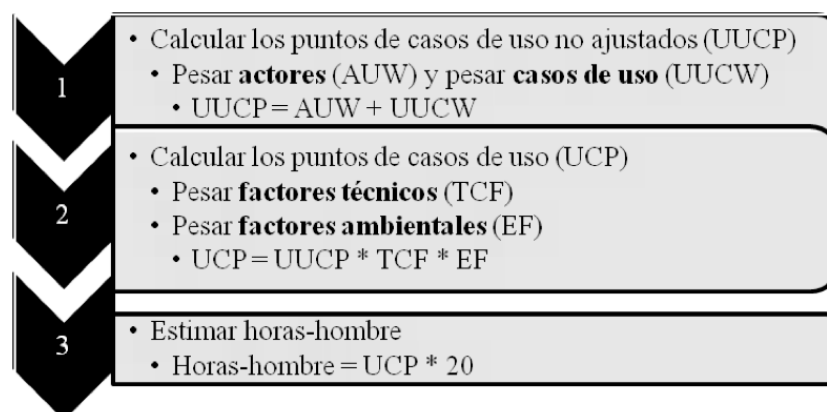 1
• Calcular los puntos de casos de uso no ajustados (UUCP)
• Pesar actores (AUW) y pesar casos de uso (UUCW)
• UUCP = AUW + UUCW
2
• Calcular los puntos de casos de uso (UCP)
• Pesar factores técnicos (TCF)
• Pesar factores ambientales (EF)
• UCP = UUCP * TCF * EF
3
• Estimar horas-hombre
• Horas-hombre = UCP * 20